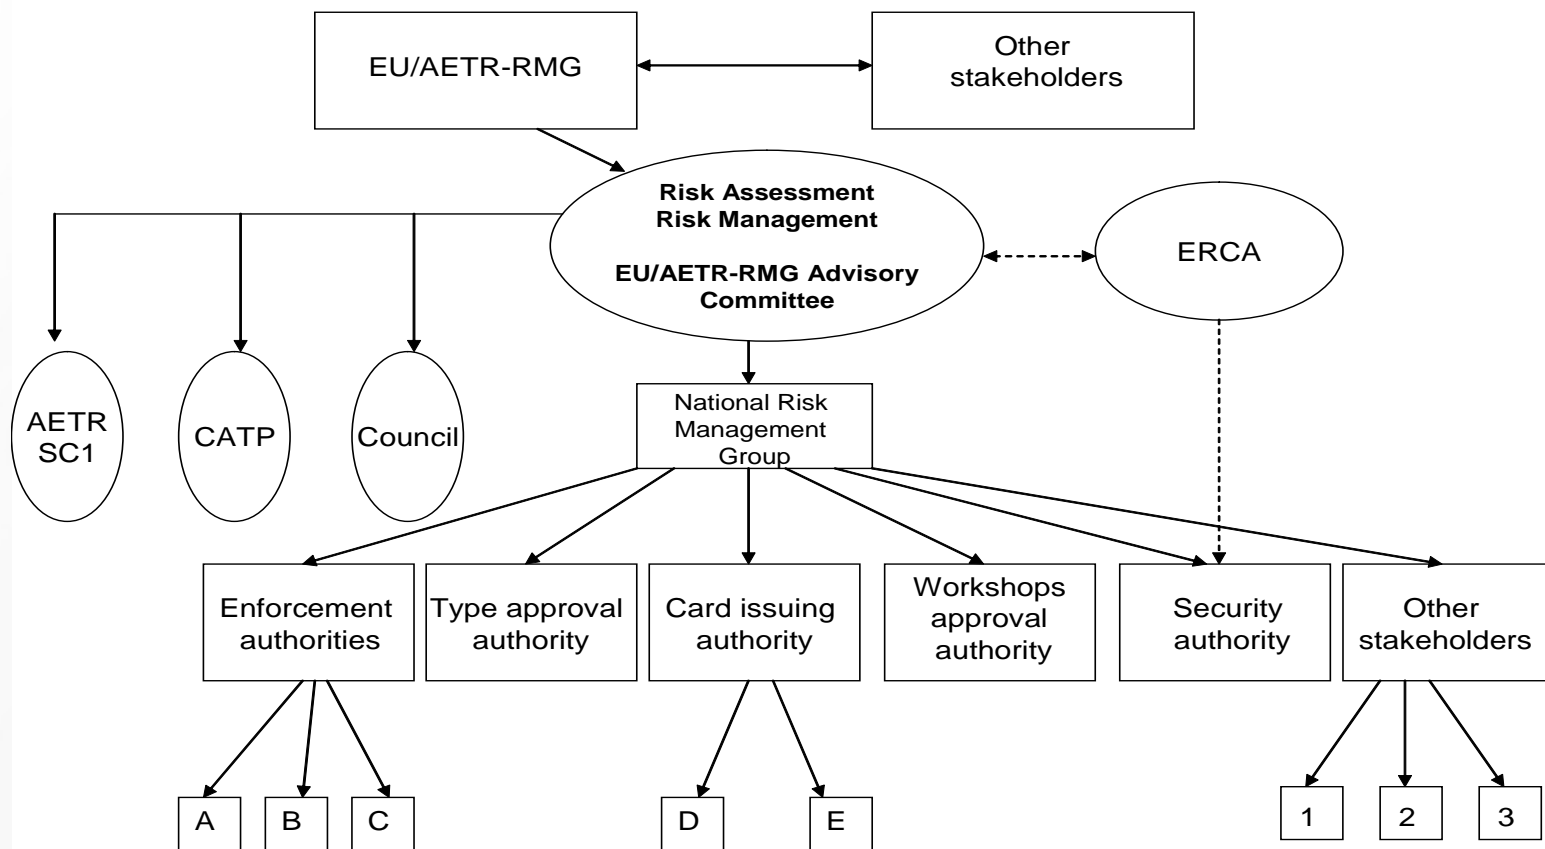 EU/AETR-RMG
Other
stakeholders
Risk Assessment
Risk Management
EU/AETR-RMG Advisory
Committee
ERCA
AETR
SC1
CATP
Council
National Risk
Management
Group
Enforcement
authorities
Type approval
authority
Card issuing
authority
Workshops
approval
authority
Security
authority
Other
stakeholders
A
B
C
D
E
1
2
3